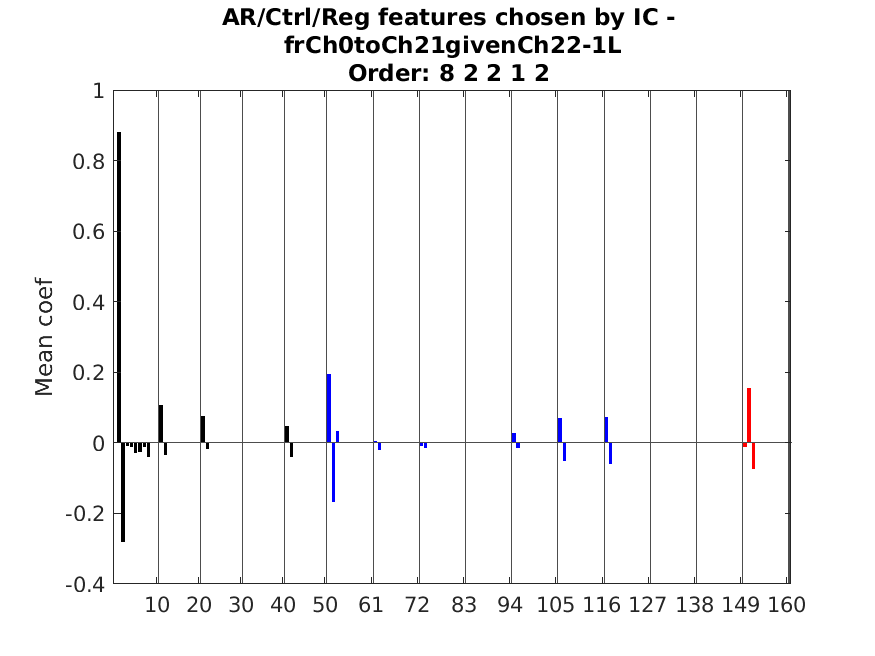 AR/Ctrl/Reg features chosen by IC -
frCh0toCh21givenCh22-1L
Order: 8 2 2 1 2
1
0.8
0.6
0.4
0.2
0
-0.2
-0.4
Mean coef
10 20 30 40 50 61 72 83 94 105 116 127 138 149 160